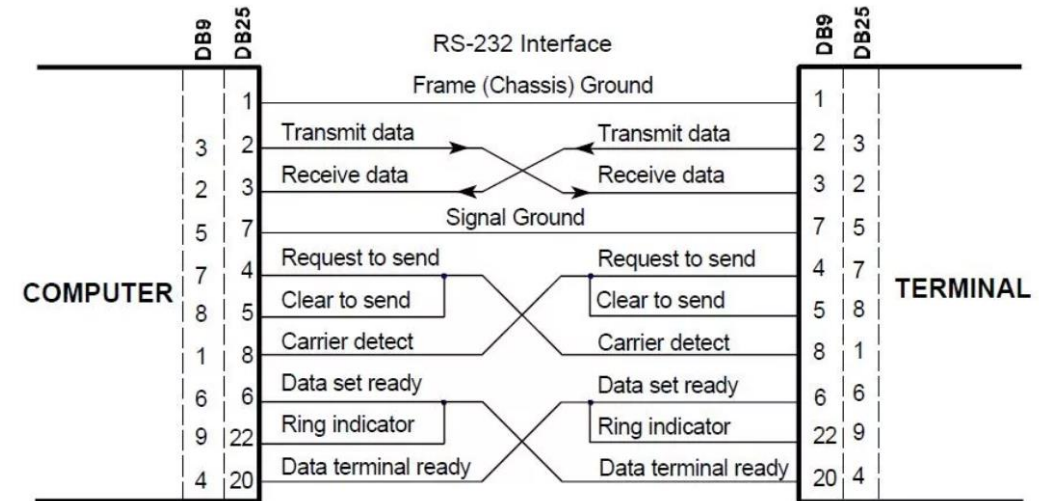 DB9 DB25 DB9 DB25
RS-232 Interface
Frame (Chassis) Ground
1 1
3 2 Transmit data Transmit data 2 3
2 3 Receive data Receive data 3 2
Signal Ground
5 7 7 5
7 4 Request to send Request to send 4 7
COMPUTER TERMINAL
8 5 Clear to send Clear to send 5 8
1 8 Carrier detect Carrier detect 8 1
6 6 Data set ready Data set ready 6 6
9 22 Ring indicator Ring indicator 22 9
4 20 Data terminal ready Data terminal ready 20 4